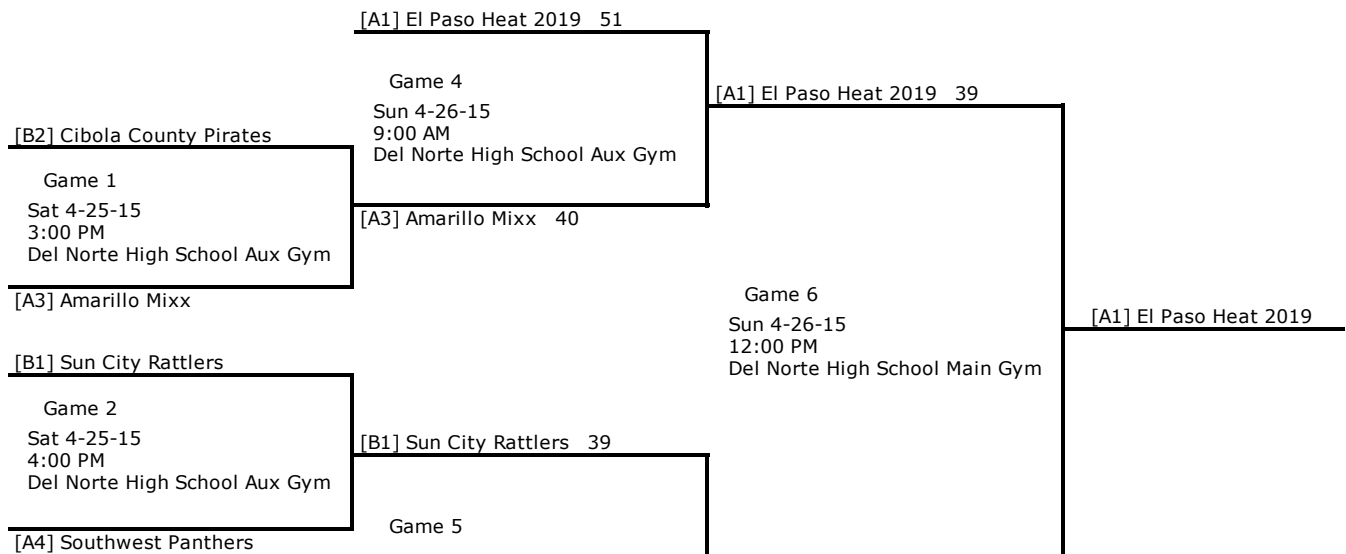 [A1] El Paso Heat 2019 51
Game 4
Sun 4-26-15
9:00 AM
Del Norte High School Aux Gym
[A1] El Paso Heat 2019 39
[B2] Cibola County Pirates
Game 1
Sat 4-25-15
3:00 PM
Del Norte High School Aux Gym
[A3] Amarillo Mixx 40
[A3] Amarillo Mixx
Game 6
Sun 4-26-15
12:00 PM
Del Norte High School Main Gym
[A1] El Paso Heat 2019
[B1] Sun City Rattlers
Game 2
Sat 4-25-15
4:00 PM
Del Norte High School Aux Gym
[B1] Sun City Rattlers 39
Game 5
[A4] Southwest Panthers